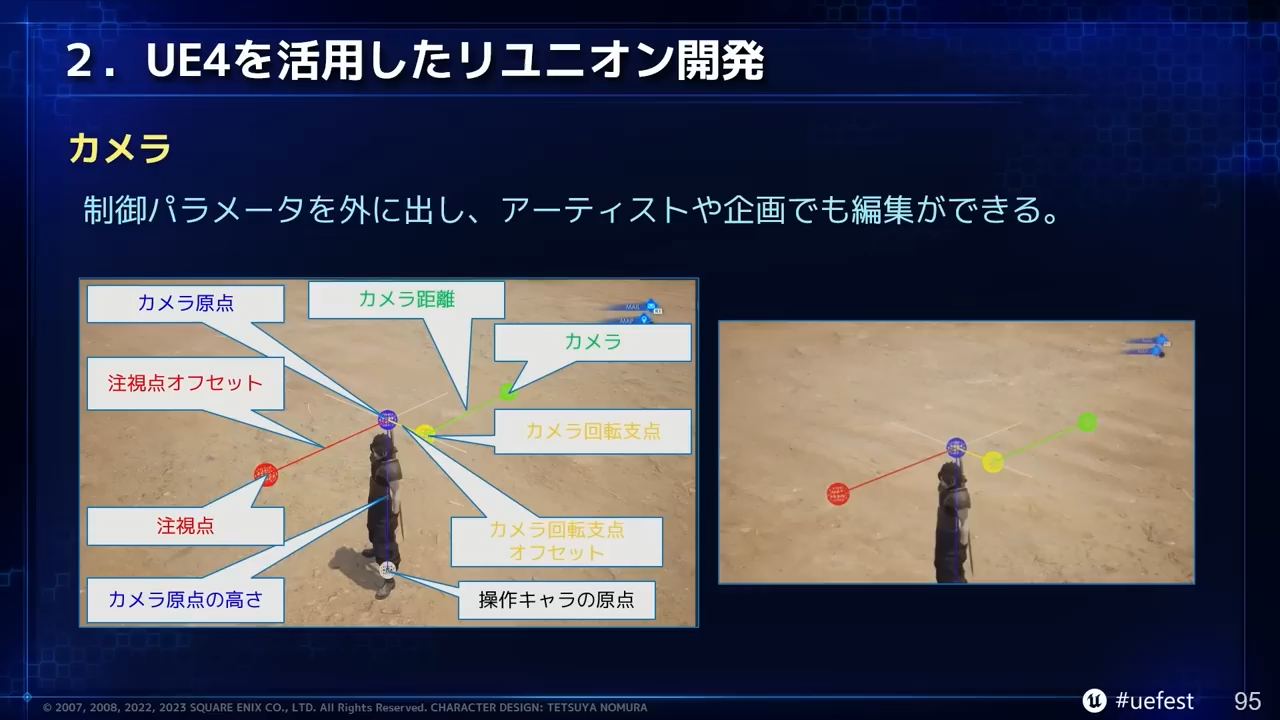 2．UE4を活用したリユニオン開発
カメラ
制御パラメータを外に出し、アーティストや企画でも編集ができる。
カメラ原点
カメラ距離
MAIL
MAP
カメラ
注視点オフセット
カメラ回転支点
注視点
カメラ回転支点
オフセット
カメラ原点の高さ
操作キャラの原点
© 2007, 2008, 2022, 2023 SQUARE ENIX CO., LTD. All Rights Reserved. CHARACTER DESIGN: TETSUYA NOMURA
#uefest
95